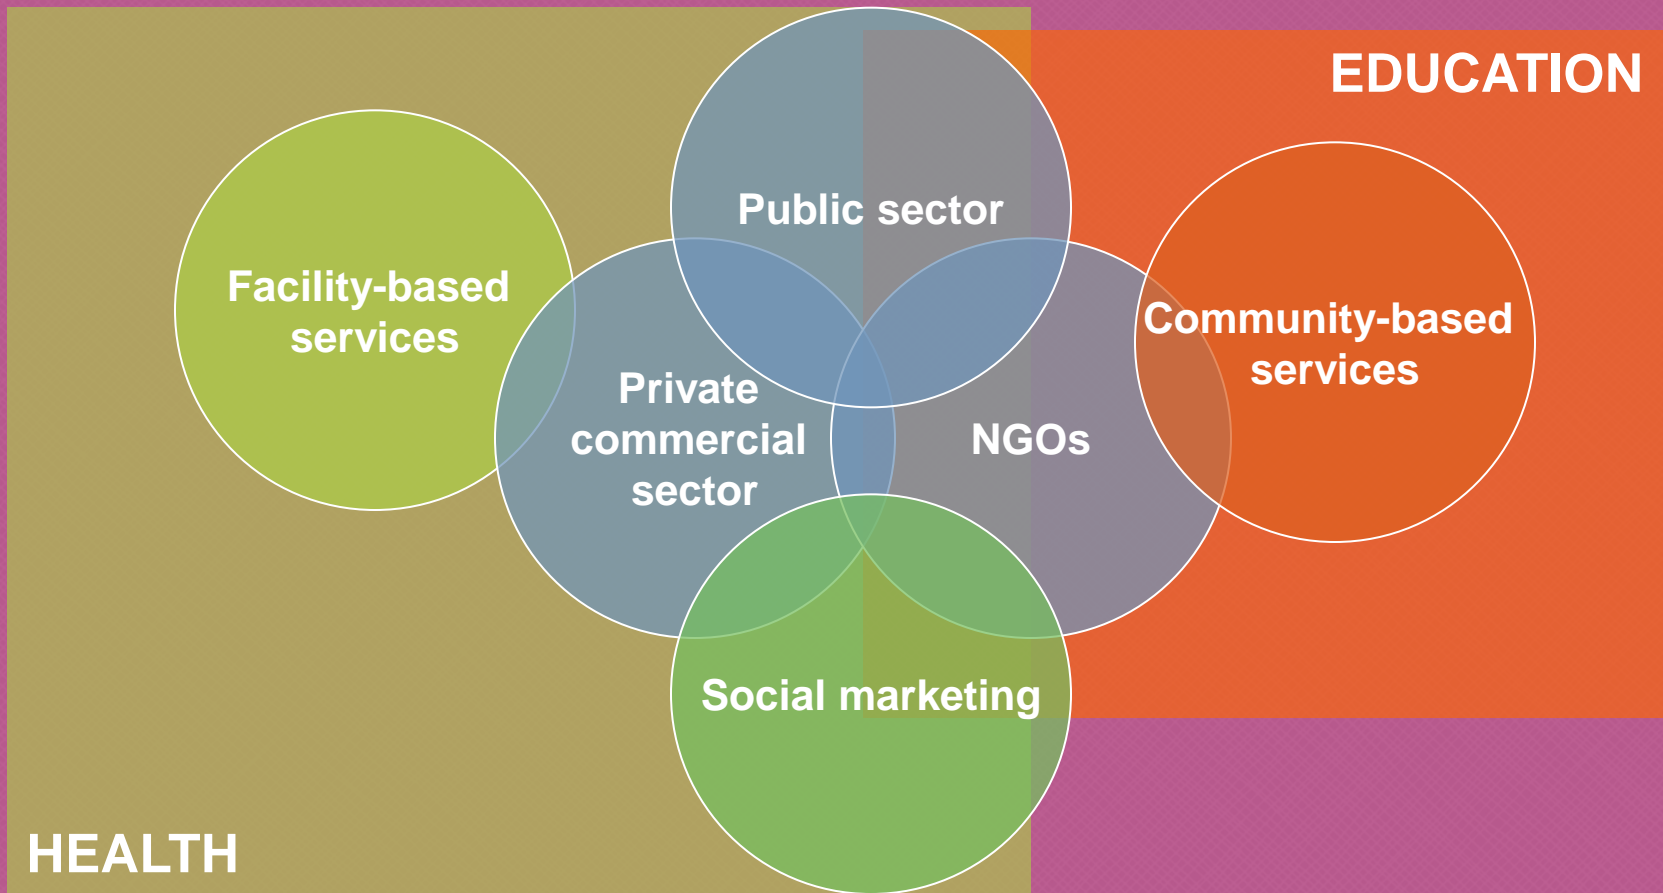 EDUCATION
Public sector
Facility-based
services
Community-based
services
Private
commercial
sector
NGOs
Social marketing
HEALTH